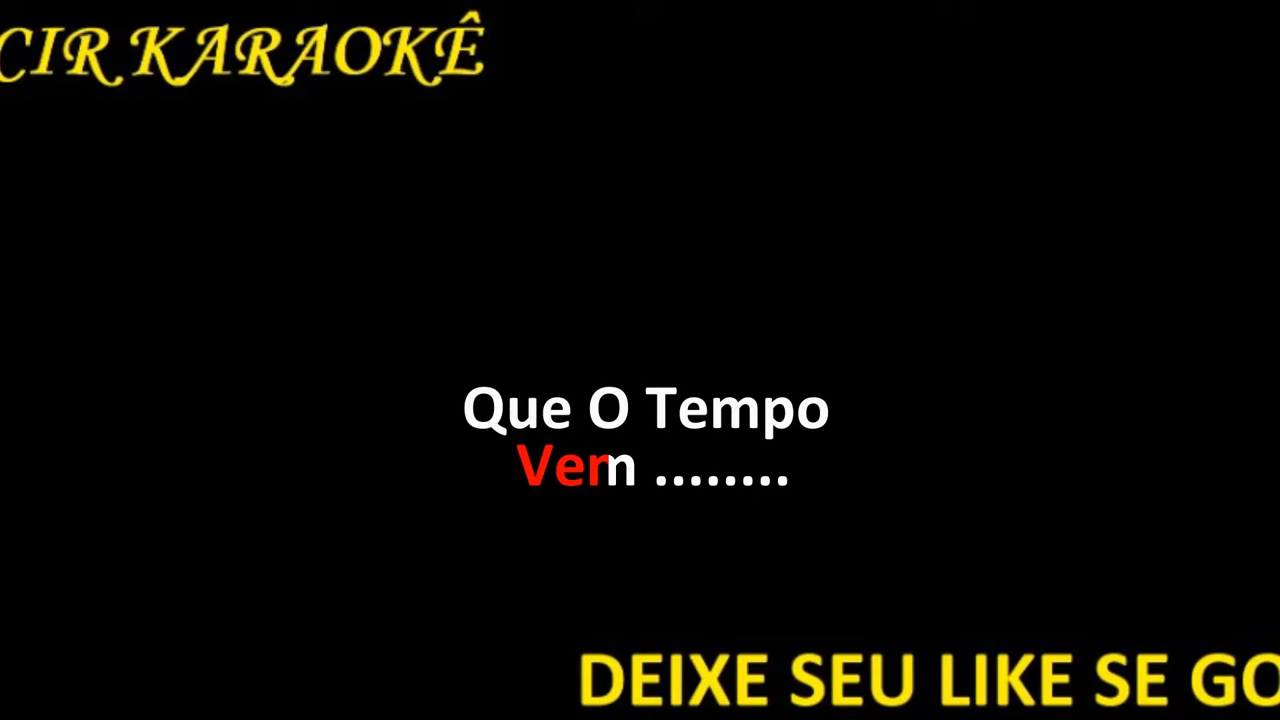 CIR KARAOKÊ
Que O Tempo
Vem ........
DEIXE SEU LIKE SE GO